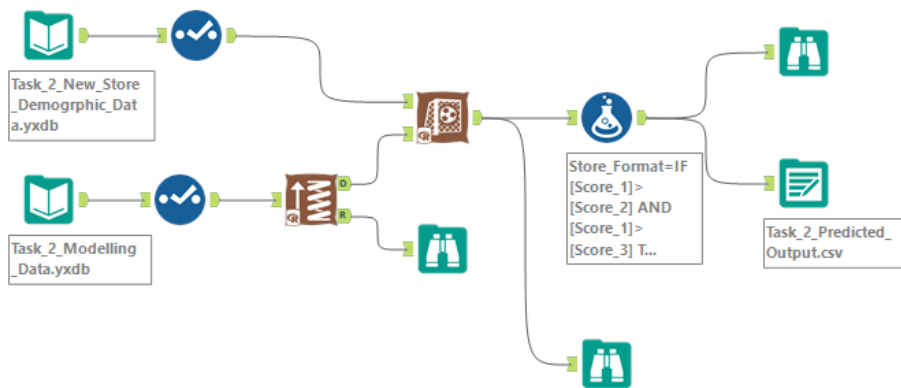 Task_2_New_Store
_Demogrphic_Dat
a.yxdb
Task_2_Modelling
_Data.yxdb
O
R
Store_Format=IF
[Score_1]>
[Score_2] AND
[Score_1]>
[Score_3] T...
Task_2_Predicted_
Output.csv